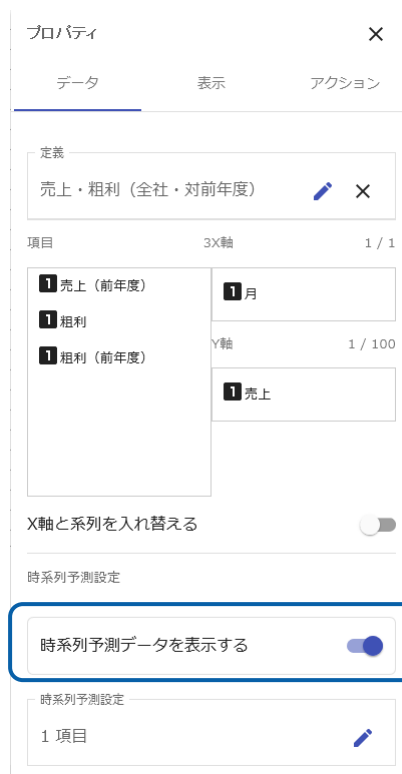 プロパティ
データ 表示 アクション
定義
売上・粗利（全社・対前年度）
項目 3X軸 1 / 1
1 売上（前年度）
1 粗利
1 粗利（前年度）
1 月
Y軸 1 / 100
1 売上
X軸と系列を入れ替える
時系列予測設定
時系列予測データを表示する
時系列予測設定
1 項目